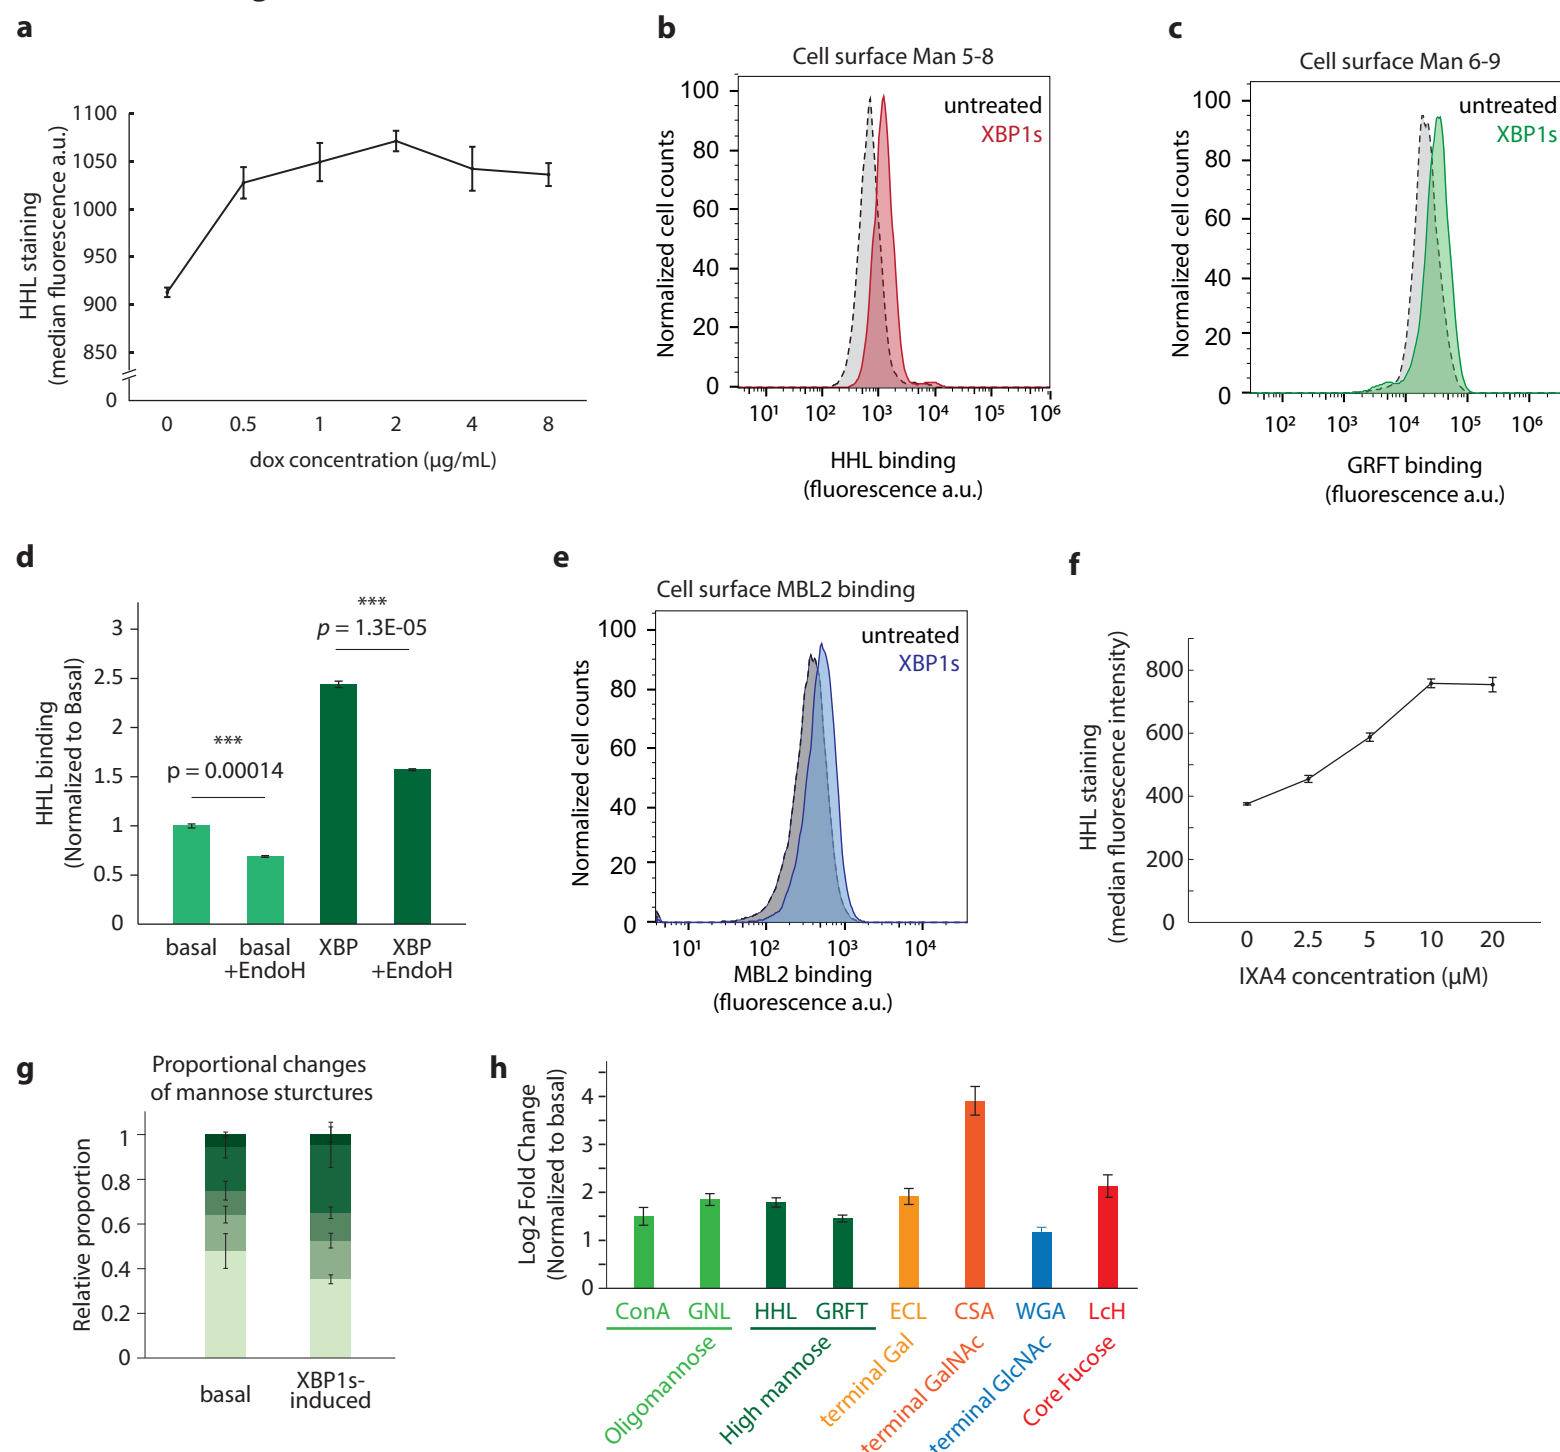 a
HHL staining
(median fluorescence a.u.)
1100
1050
1000
950
900
850
0
0 0.5 1 2 4 8
dox concentration (µg/mL)
b
Cell surface Man 5-8
untreated
XBP1s
Normalized cell counts
100
80
60
40
20
0
10¹ 10² 10³ 10⁴ 10⁵ 10⁶
HHL binding
(fluorescence a.u.)
c
Cell surface Man 6-9
untreated
XBP1s
Normalized cell counts
100
80
60
40
20
0
10² 10³ 10⁴ 10⁵ 10⁶
GRFT binding
(fluorescence a.u.)
d
HHL binding
(Normalized to Basal)
3
2.5
2
1.5
1
0.5
0
***
p = 0.00014
***
p = 1.3E-05
basal basal XBP XBP
+EndoH +EndoH
e
Cell surface MBL2 binding
untreated
XBP1s
Normalized cell counts
100
80
60
40
20
0
10¹ 10² 10³ 10⁴
MBL2 binding
(fluorescence a.u.)
f
HHL staining
(median fluorescence intensity)
800
600
400
200
0
0 2.5 5 10 20
IXA4 concentration (µM)
g
Proportional changes
of mannose sturctures
Relative proportion
1
0.8
0.6
0.4
0.2
0
basal
XBP1s-
induced
h
Log2 Fold Change
(Normalized to basal)
4
3
2
1
0
ConA GNL HHL GRFT ECL CSA WGA LcH
Oligomannose
High mannose
terminal Gal
terminal GalNAc
terminal GlcNAc
Core Fucose